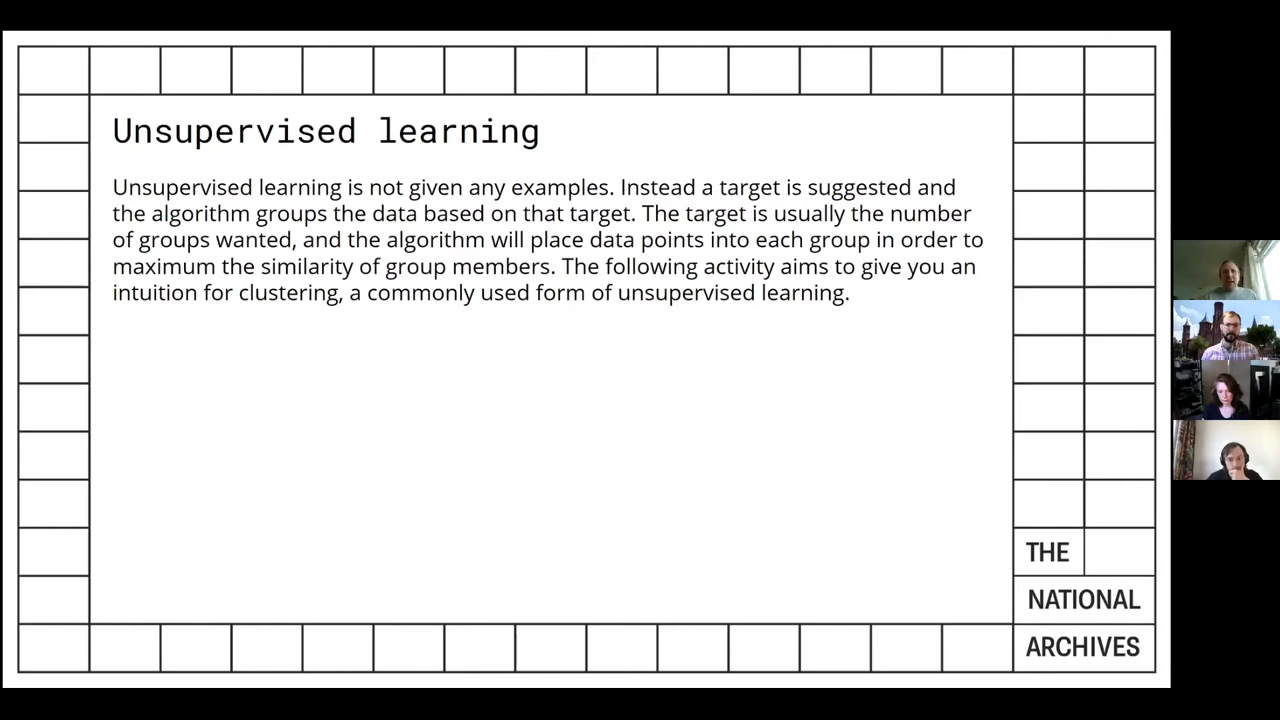 Unsupervised learning
Unsupervised learning is not given any examples. Instead a target is suggested and
the algorithm groups the data based on that target. The target is usually the number
of groups wanted, and the algorithm will place data points into each group in order to
maximum the similarity of group members. The following activity aims to give you an
intuition for clustering, a commonly used form of unsupervised learning.
THE
NATIONAL
ARCHIVES